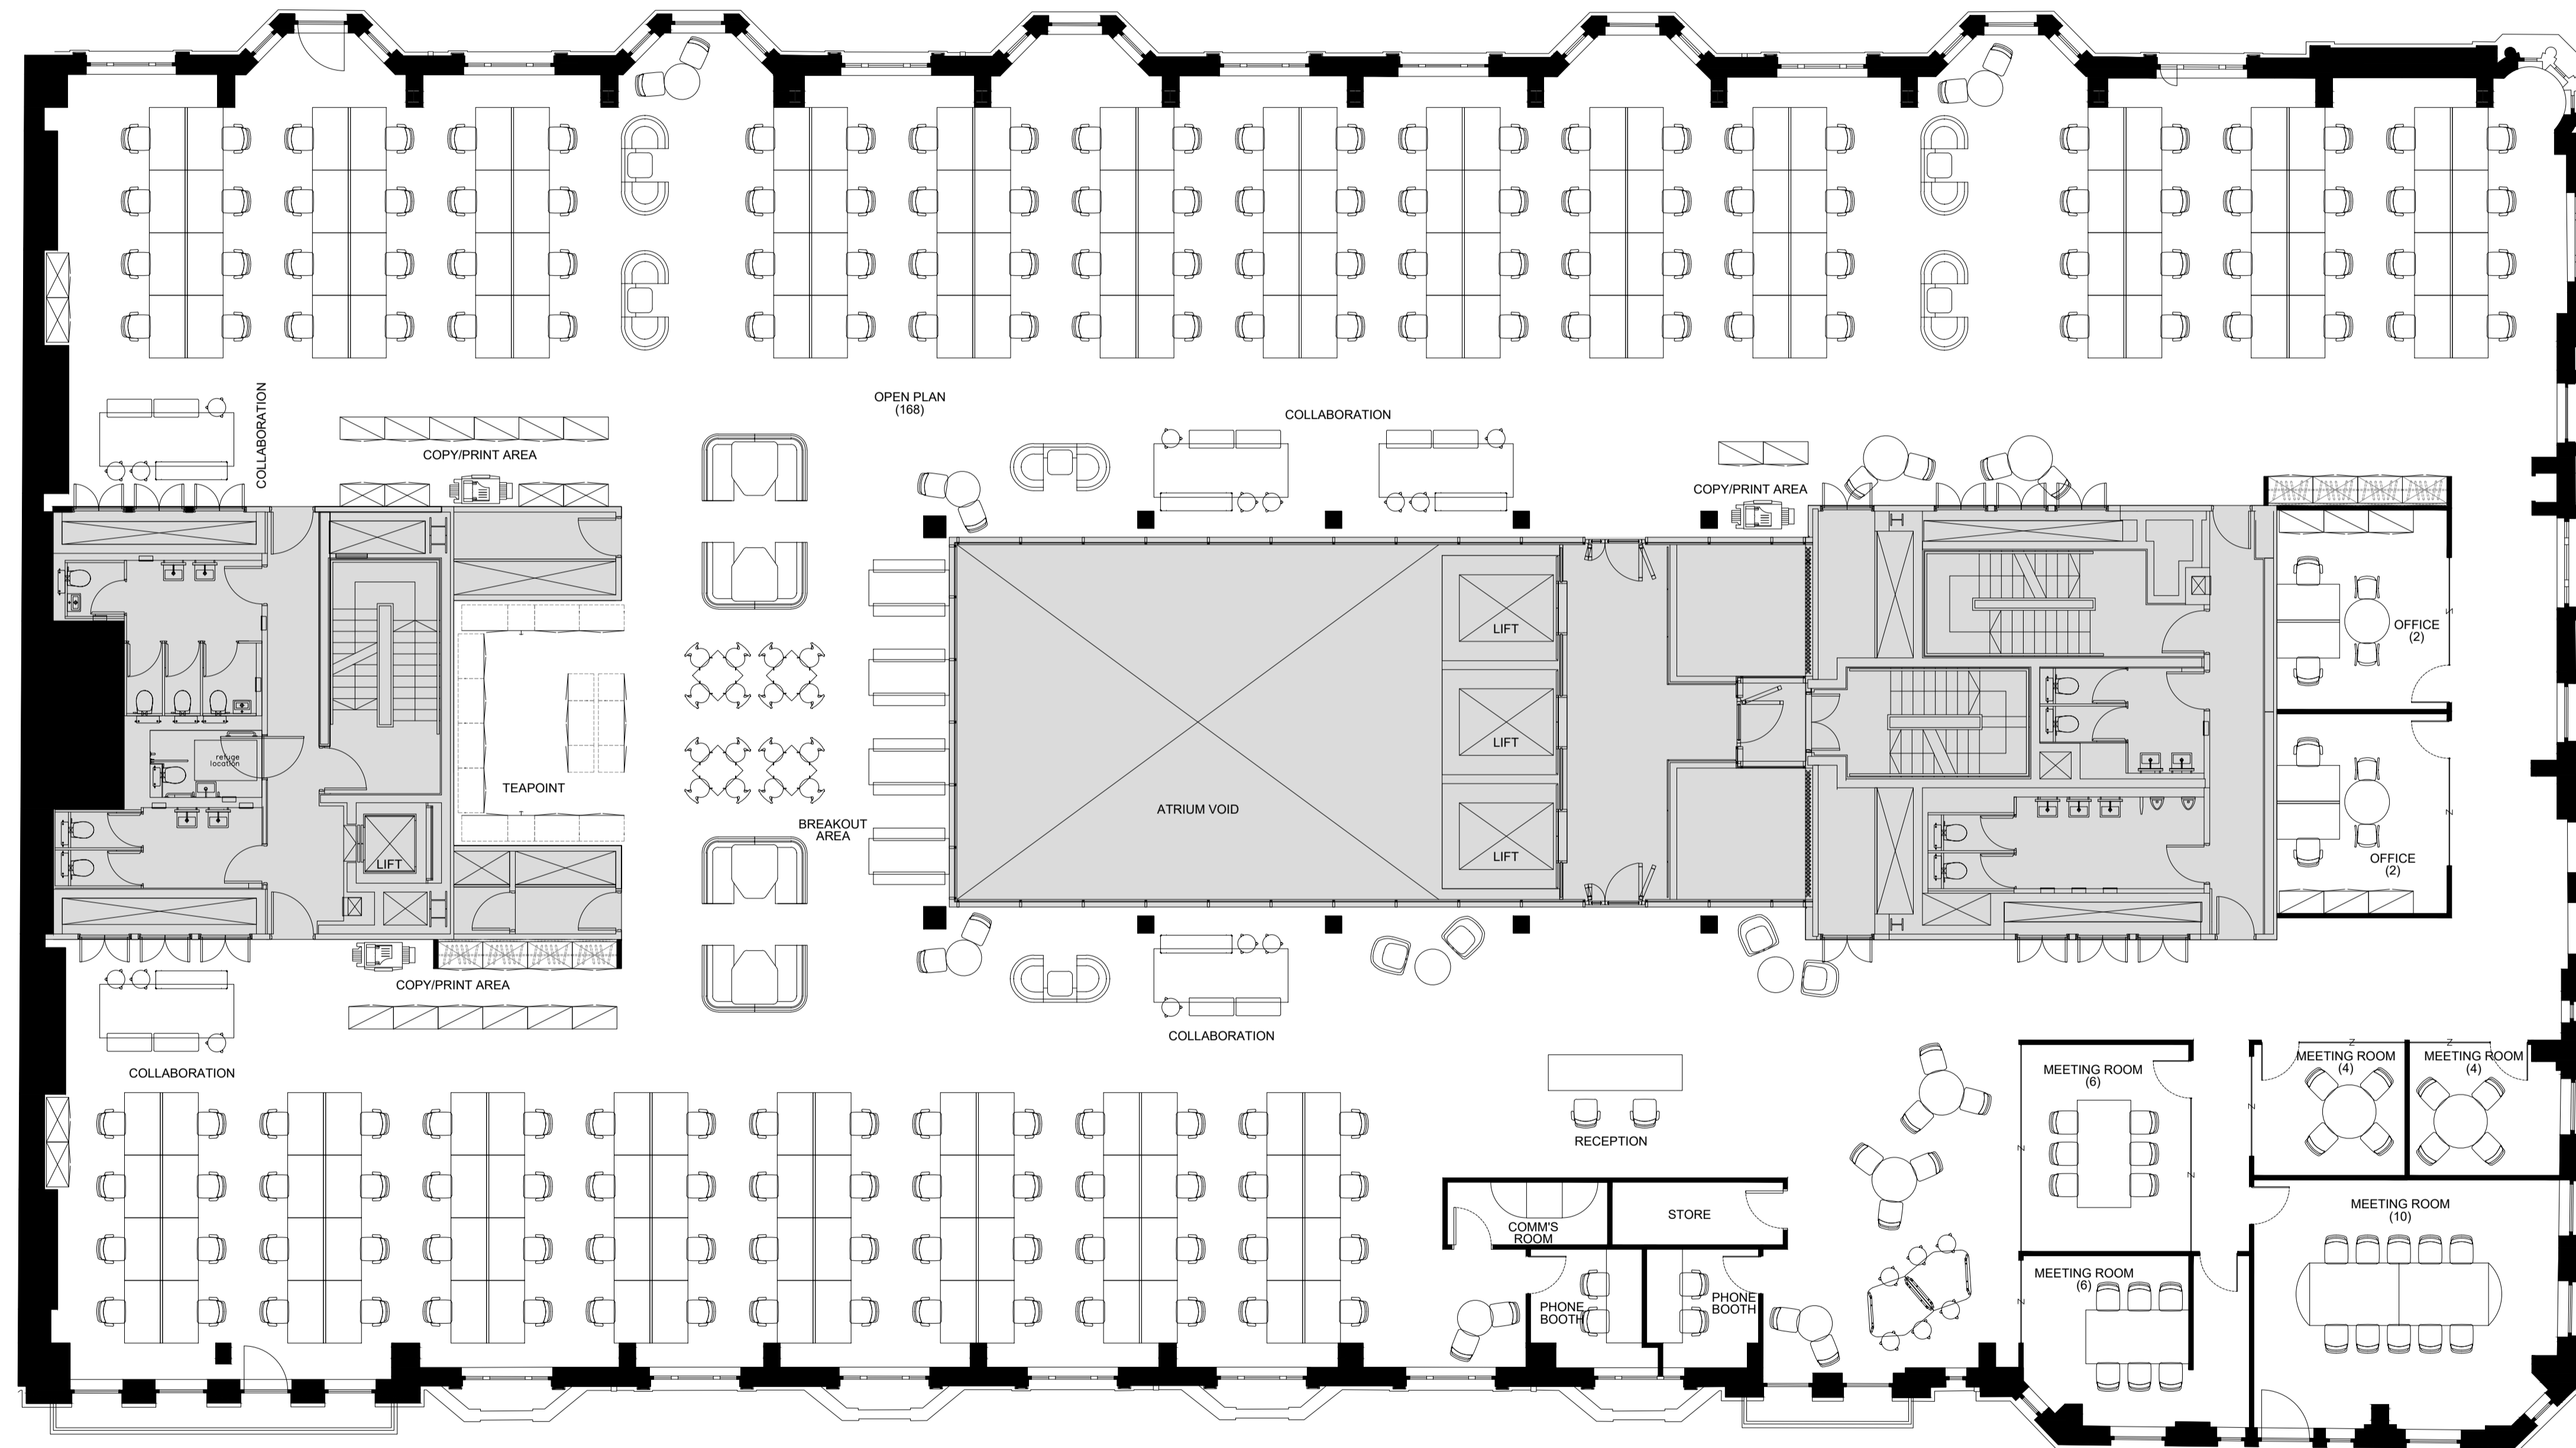 OPEN PLAN
(168)
COLLABORATION
COLLABORATION
COPY/PRINT AREA
COPY/PRINT AREA
OFFICE
(2)
LIFT
LIFT
refuge
location
TEAPOINT
ATRIUM VOID
BREAKOUT
AREA
LIFT
LIFT
OFFICE
(2)
COPY/PRINT AREA
COLLABORATION
COLLABORATION
MEETING ROOM
(6)
MEETING ROOM
(4)
MEETING ROOM
(4)
RECEPTION
COMM'S
ROOM
STORE
MEETING ROOM
(10)
MEETING ROOM
(6)
PHONE
BOOTH
PHONE
BOOTH